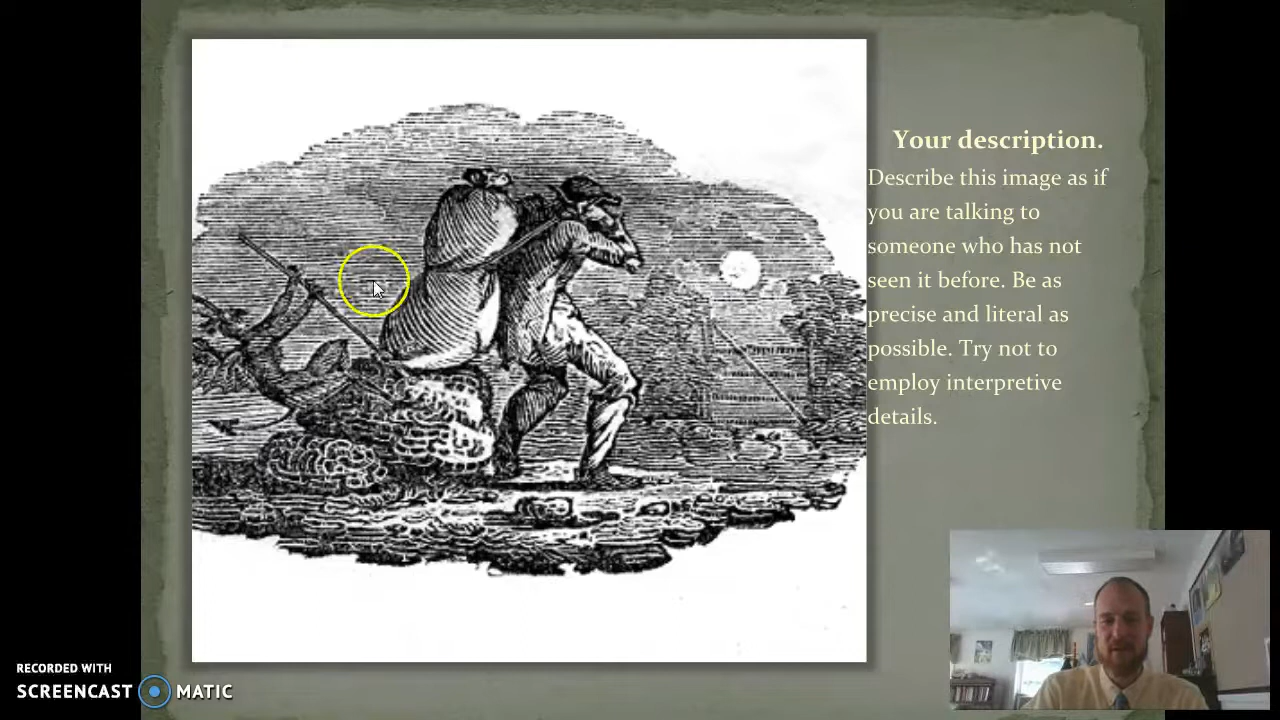 Your description.
Describe this image as if
you are talking to
someone who has not
seen it before. Be as
precise and literal as
possible. Try not to
employ interpretive
details.
RECORDED WITH
SCREENCAST MATIC